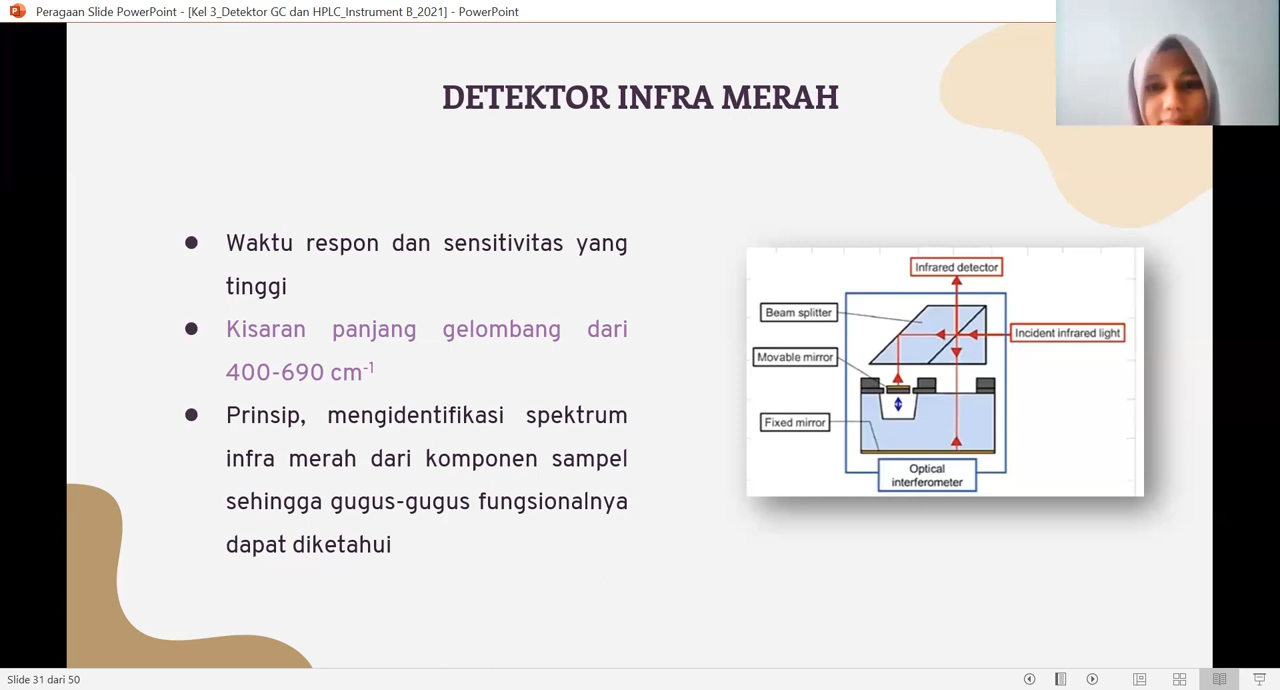 Peragaan Slide PowerPoint - [Kel 3_Detektor GC dan HPLC_Instrument B_2021] - PowerPoint
DETEKTOR INFRA MERAH
● Waktu respon dan sensitivitas yang
tinggi
● Kisaran panjang gelombang dari
400-690 cm⁻¹
● Prinsip, mengidentifikasi spektrum
infra merah dari komponen sampel
sehingga gugus-gugus fungsionalnya
dapat diketahui
Infrared detector
Beam splitter
Incident infrared light
Movable mirror
Fixed mirror
Optical
interferometer
Slide 31 dari 50